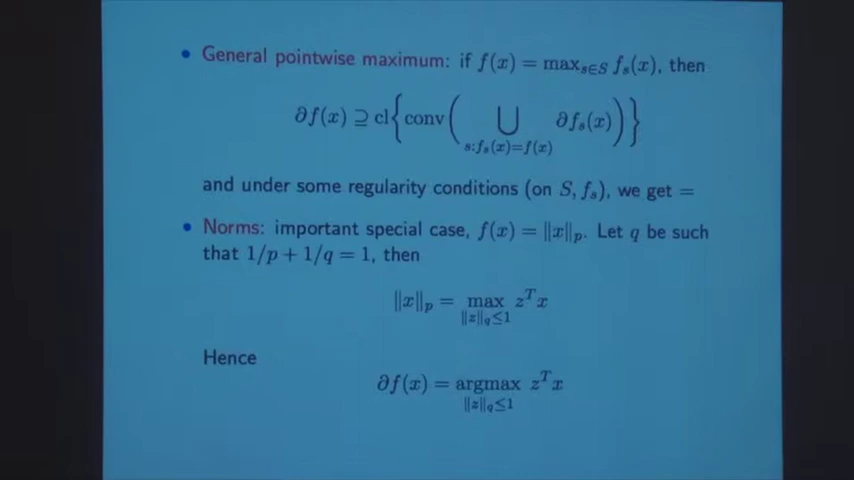 • General pointwise maximum: if f(x) = max_{s∈S} f_s(x), then
∂f(x) ⊇ cl{conv(⋃_{s:f_s(x)=f(x)} ∂f_s(x))}
and under some regularity conditions (on S, f_s), we get =
• Norms: important special case, f(x) = ‖x‖_p. Let q be such
that 1/p + 1/q = 1, then
‖x‖_p = max_{‖z‖_q≤1} z^T x
Hence
∂f(x) = argmax_{‖z‖_q≤1} z^T x